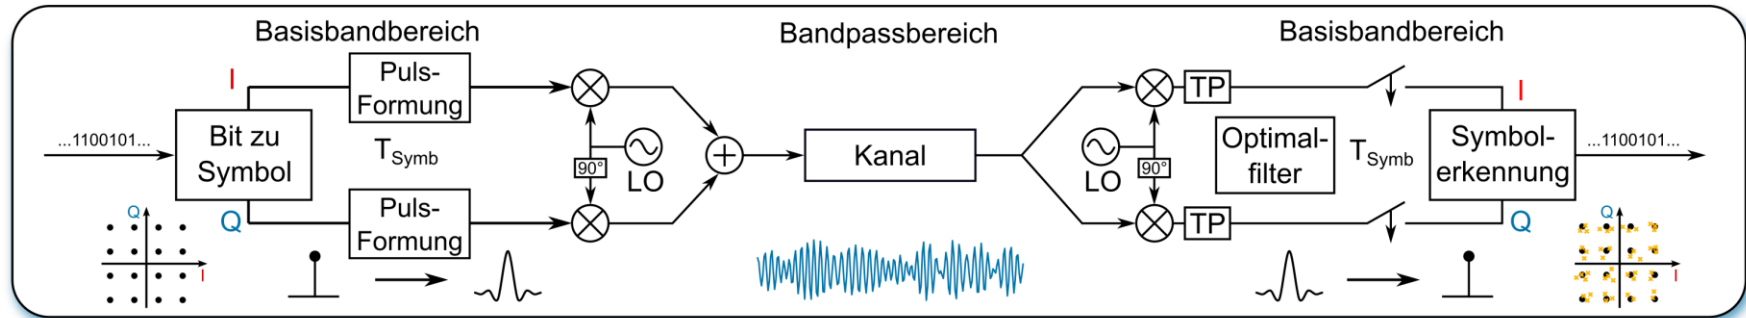 Basisbandbereich
Bandpassbereich
Basisbandbereich
...1100101...
Bit zu
Symbol
I
Q
Puls-
Formung
T_Symb
Puls-
Formung
90°
LO
+
Kanal
LO
90°
TP
TP
Optimal-
filter
T_Symb
I
Q
Symbol-
erkennung
...1100101...
Q
I
Q
I